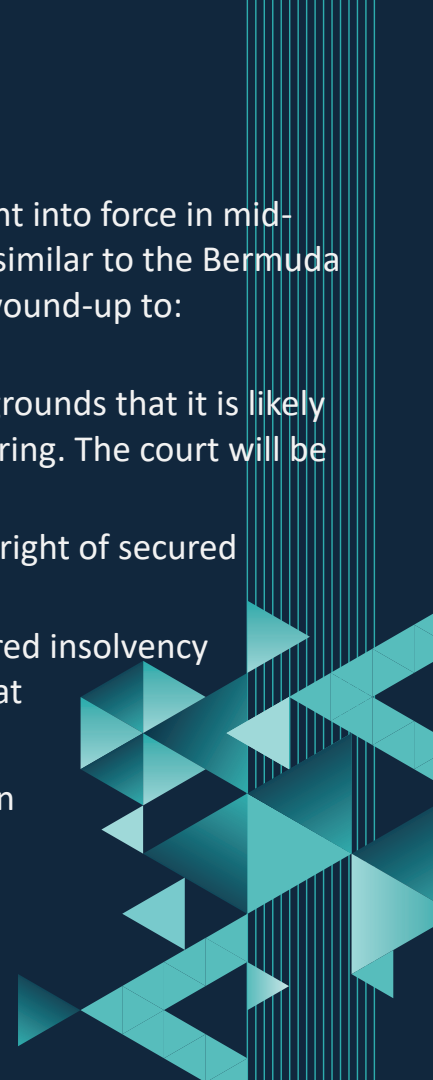 nt into force in mid-
similar to the Bermuda
wound-up to:
grounds that it is likely
ring. The court will be
right of secured
red insolvency
at
n